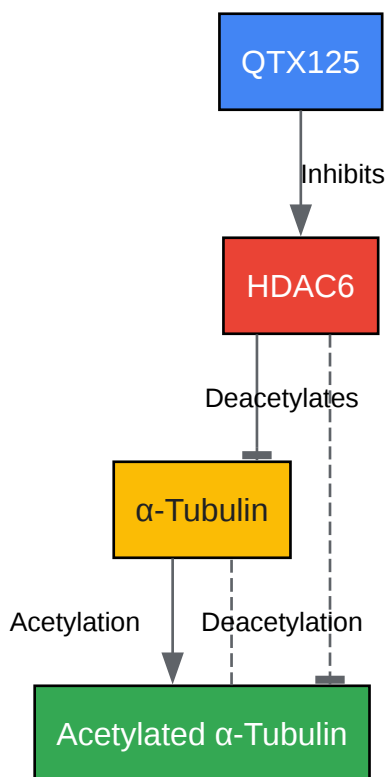 QTX125
Inhibits
HDAC6
Deacetylates
α-Tubulin
Acetylation
Deacetylation
Acetylated α-Tubulin